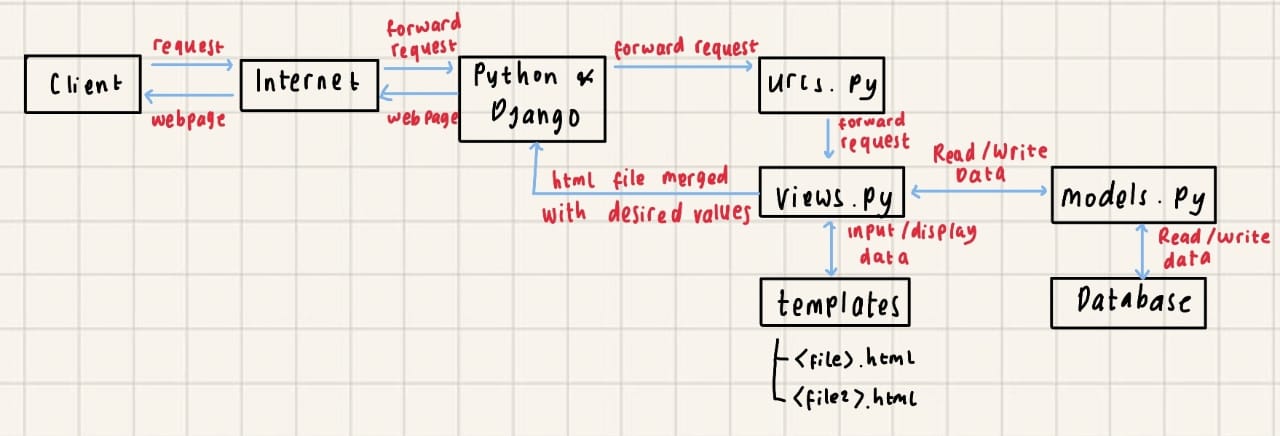 request
Client
webpage
Internet
forward
request
webpage
Python &
Django
forward request
urls.py
forward
request
html file merged
with desired values
views.py
Read/Write
Data
models.py
input/display
data
Read/write
data
templates
Database
<file>.html
<file2>.html